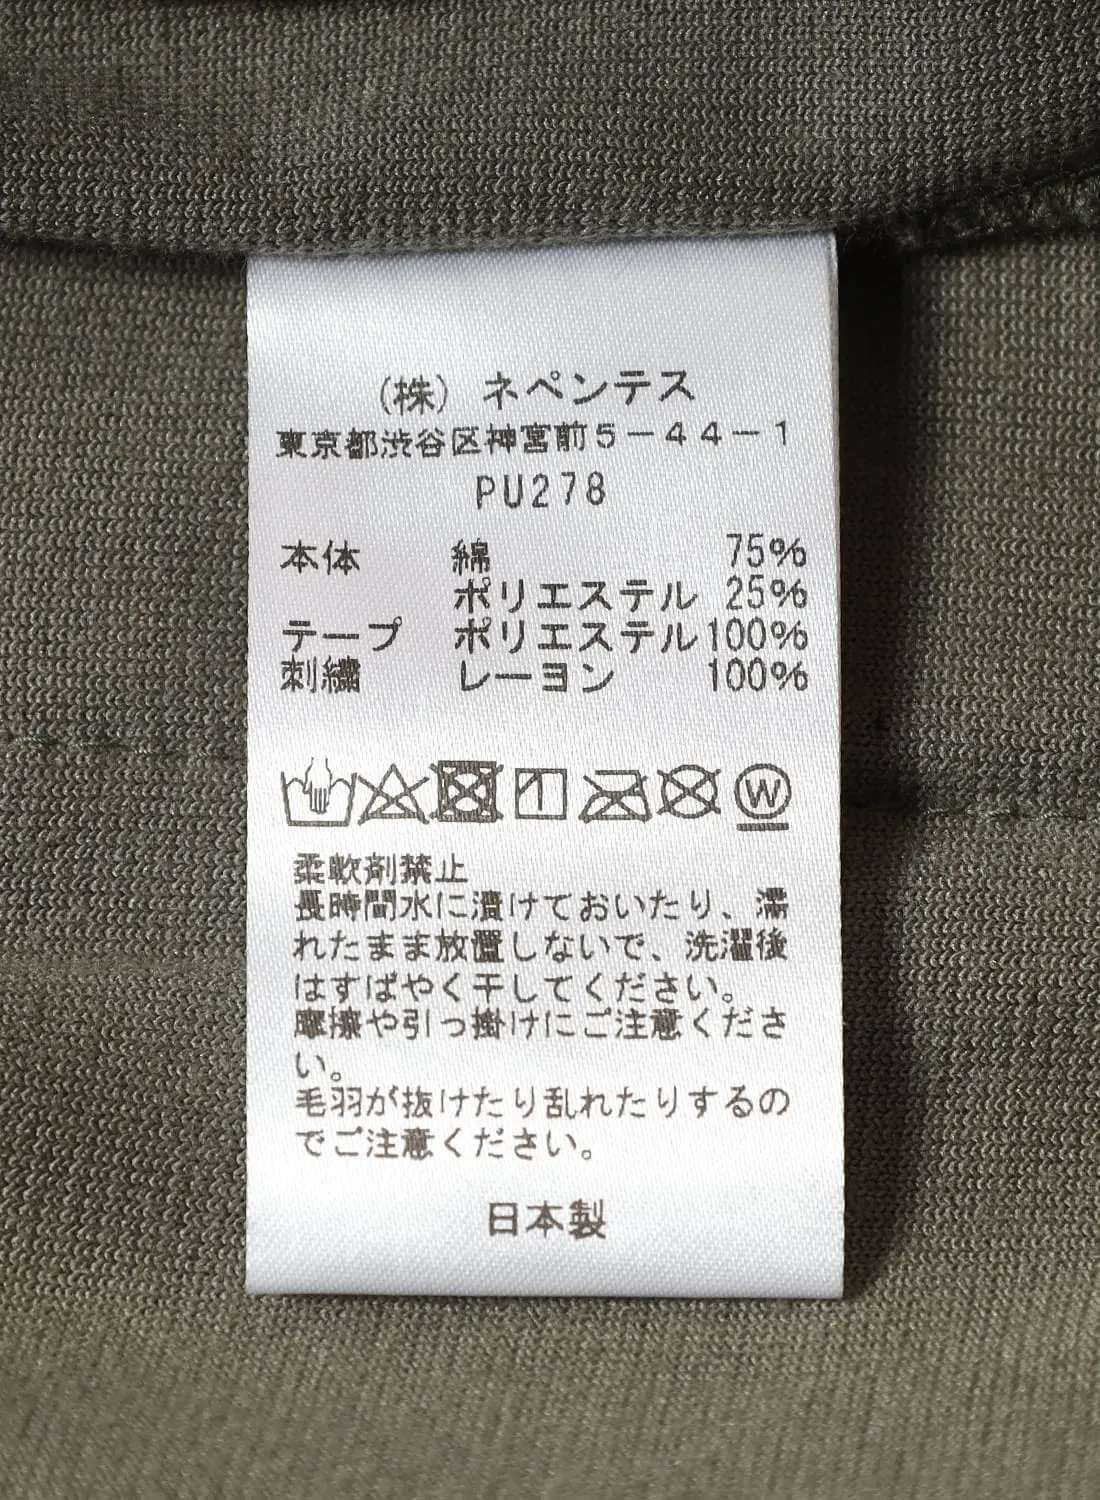 (株) ネペンテス
東京都渋谷区神宮前5-44-1
PU278
本体 綿 75%
ポリエステル 25%
テープ ポリエステル100%
刺繍 レーヨン 100%
W
柔軟剤禁止
長時間水に漬けておいたり、濡
れたまま放置しないで、洗濯後
はすばやく干してください。
摩擦や引っ掛けにご注意くださ
い。
毛羽が抜けたり乱れたりするの
でご注意ください。
日本製